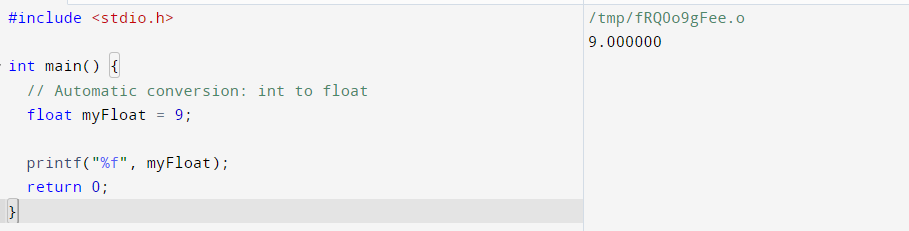 #include <stdio.h>
/tmp/fRQOo9gFee.o
9.000000
int main() {
// Automatic conversion: int to float
float myFloat = 9;
printf("%f", myFloat);
return 0;
}